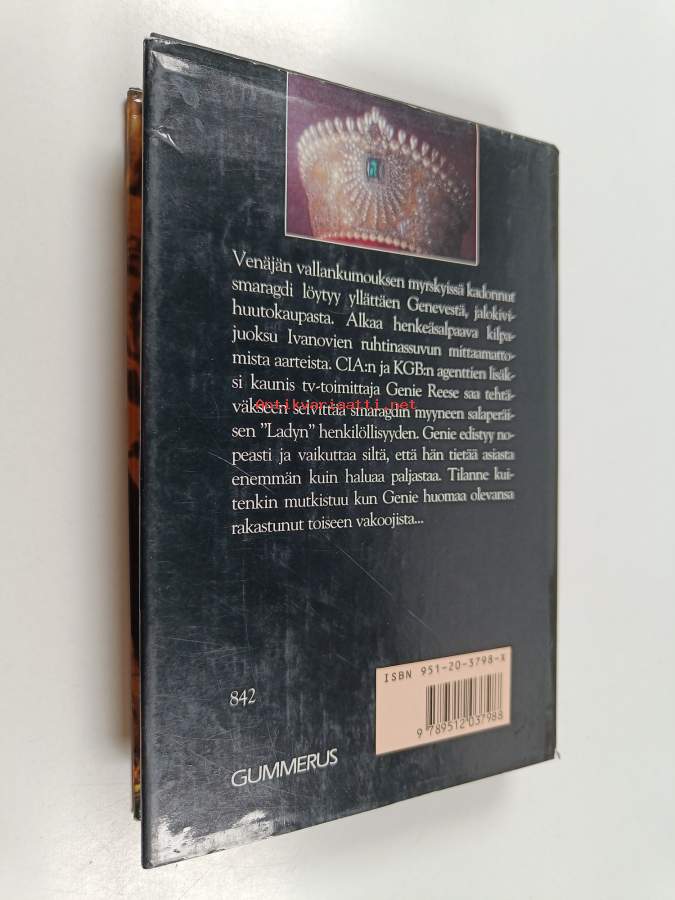 Venäjän vallankumouksen myrskyissä kadonnut
smaragdi löytyy yllättäen Genevestä, jalokivi-
huutokaupasta. Alkaa henkeäsalpaava kilpa-
juoksu Ivanovien ruhtinassuvun mittaamatto-
mista aarteista. CIA:n ja KGB:n agenttien lisäk-
si kaunis tv-toimittaja Genie Reese saa tehtä-
väkseen selvittää smaragdin myyneen salaperäi-
Antikvariaatti.net
sen "Ladyn" henkilöllisyyden. Genie edistyy no-
peasti ja vaikuttaa siltä, että hän tietää asiasta
enemmän kuin haluaa paljastaa. Tilanne kui-
tenkin mutkistuu kun Genie huomaa olevansa
rakastunut toiseen vakoojista...
ISBN 951-20-3798-X
9 789512 037988
842
GUMMERUS